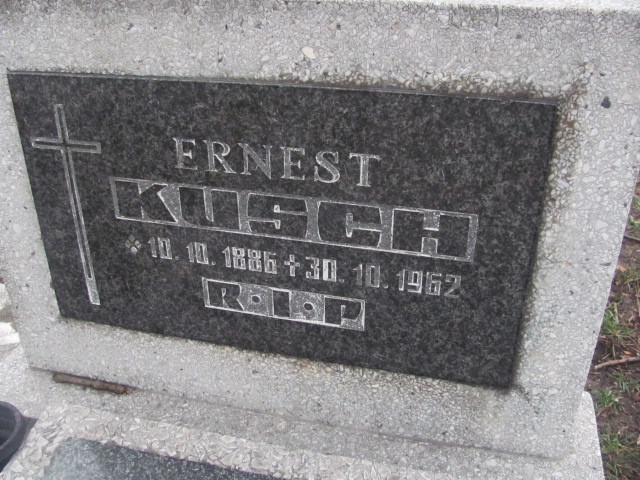 ERNEST
KUSCH
* 10. 10. 1886 + 30. 10. 1962
R·I·P